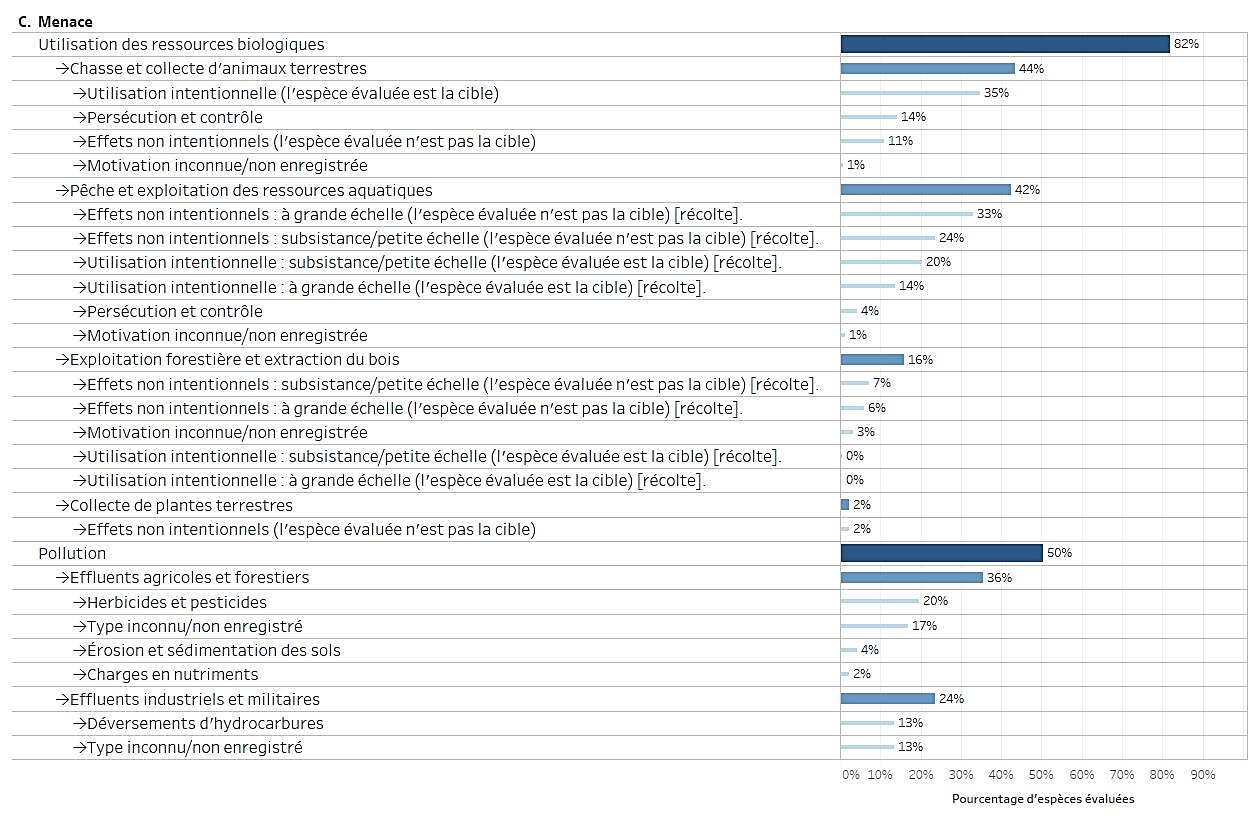 C. Menace
Utilisation des ressources biologiques 82%
→Chasse et collecte d'animaux terrestres 44%
→Utilisation intentionnelle (l'espèce évaluée est la cible) 35%
→Persécution et contrôle 14%
→Effets non intentionnels (l'espèce évaluée n'est pas la cible) 11%
→Motivation inconnue/non enregistrée 1%
→Pêche et exploitation des ressources aquatiques 42%
→Effets non intentionnels : à grande échelle (l'espèce évaluée n'est pas la cible) [récolte]. 33%
→Effets non intentionnels : subsistance/petite échelle (l'espèce évaluée n'est pas la cible) [récolte]. 24%
→Utilisation intentionnelle : subsistance/petite échelle (l'espèce évaluée est la cible) [récolte]. 20%
→Utilisation intentionnelle : à grande échelle (l'espèce évaluée est la cible) [récolte]. 14%
→Persécution et contrôle 4%
→Motivation inconnue/non enregistrée 1%
→Exploitation forestière et extraction du bois 16%
→Effets non intentionnels : subsistance/petite échelle (l'espèce évaluée n'est pas la cible) [récolte]. 7%
→Effets non intentionnels : à grande échelle (l'espèce évaluée n'est pas la cible) [récolte]. 6%
→Motivation inconnue/non enregistrée 3%
→Utilisation intentionnelle : subsistance/petite échelle (l'espèce évaluée est la cible) [récolte]. 0%
→Utilisation intentionnelle : à grande échelle (l'espèce évaluée est la cible) [récolte]. 0%
→Collecte de plantes terrestres 2%
→Effets non intentionnels (l'espèce évaluée n'est pas la cible) 2%
Pollution 50%
→Effluents agricoles et forestiers 36%
→Herbicides et pesticides 20%
→Type inconnu/non enregistré 17%
→Érosion et sédimentation des sols 4%
→Charges en nutriments 2%
→Effluents industriels et militaires 24%
→Déversements d'hydrocarbures 13%
→Type inconnu/non enregistré 13%
0% 10% 20% 30% 40% 50% 60% 70% 80% 90%
Pourcentage d'espèces évaluées